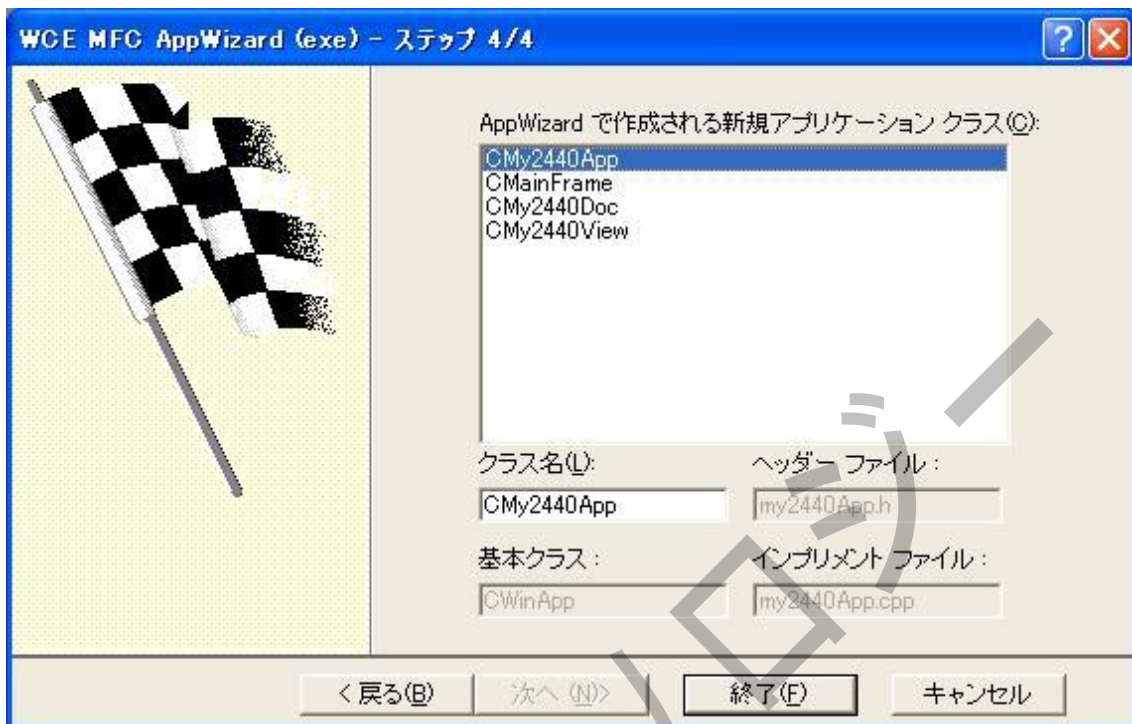 WCE MFC AppWizard (exe) - ステップ 4/4
AppWizard で作成される新規アプリケーション クラス(C):
CMy2440App
CMainFrame
CMy2440Doc
CMy2440View
クラス名(L):
ヘッダー ファイル:
CMy2440App
my2440App.h
基本クラス:
インプリメント ファイル:
CWinApp
my2440App.cpp
< 戻る(B)
次へ (N)>
終了(F)
キャンセル
ロジー